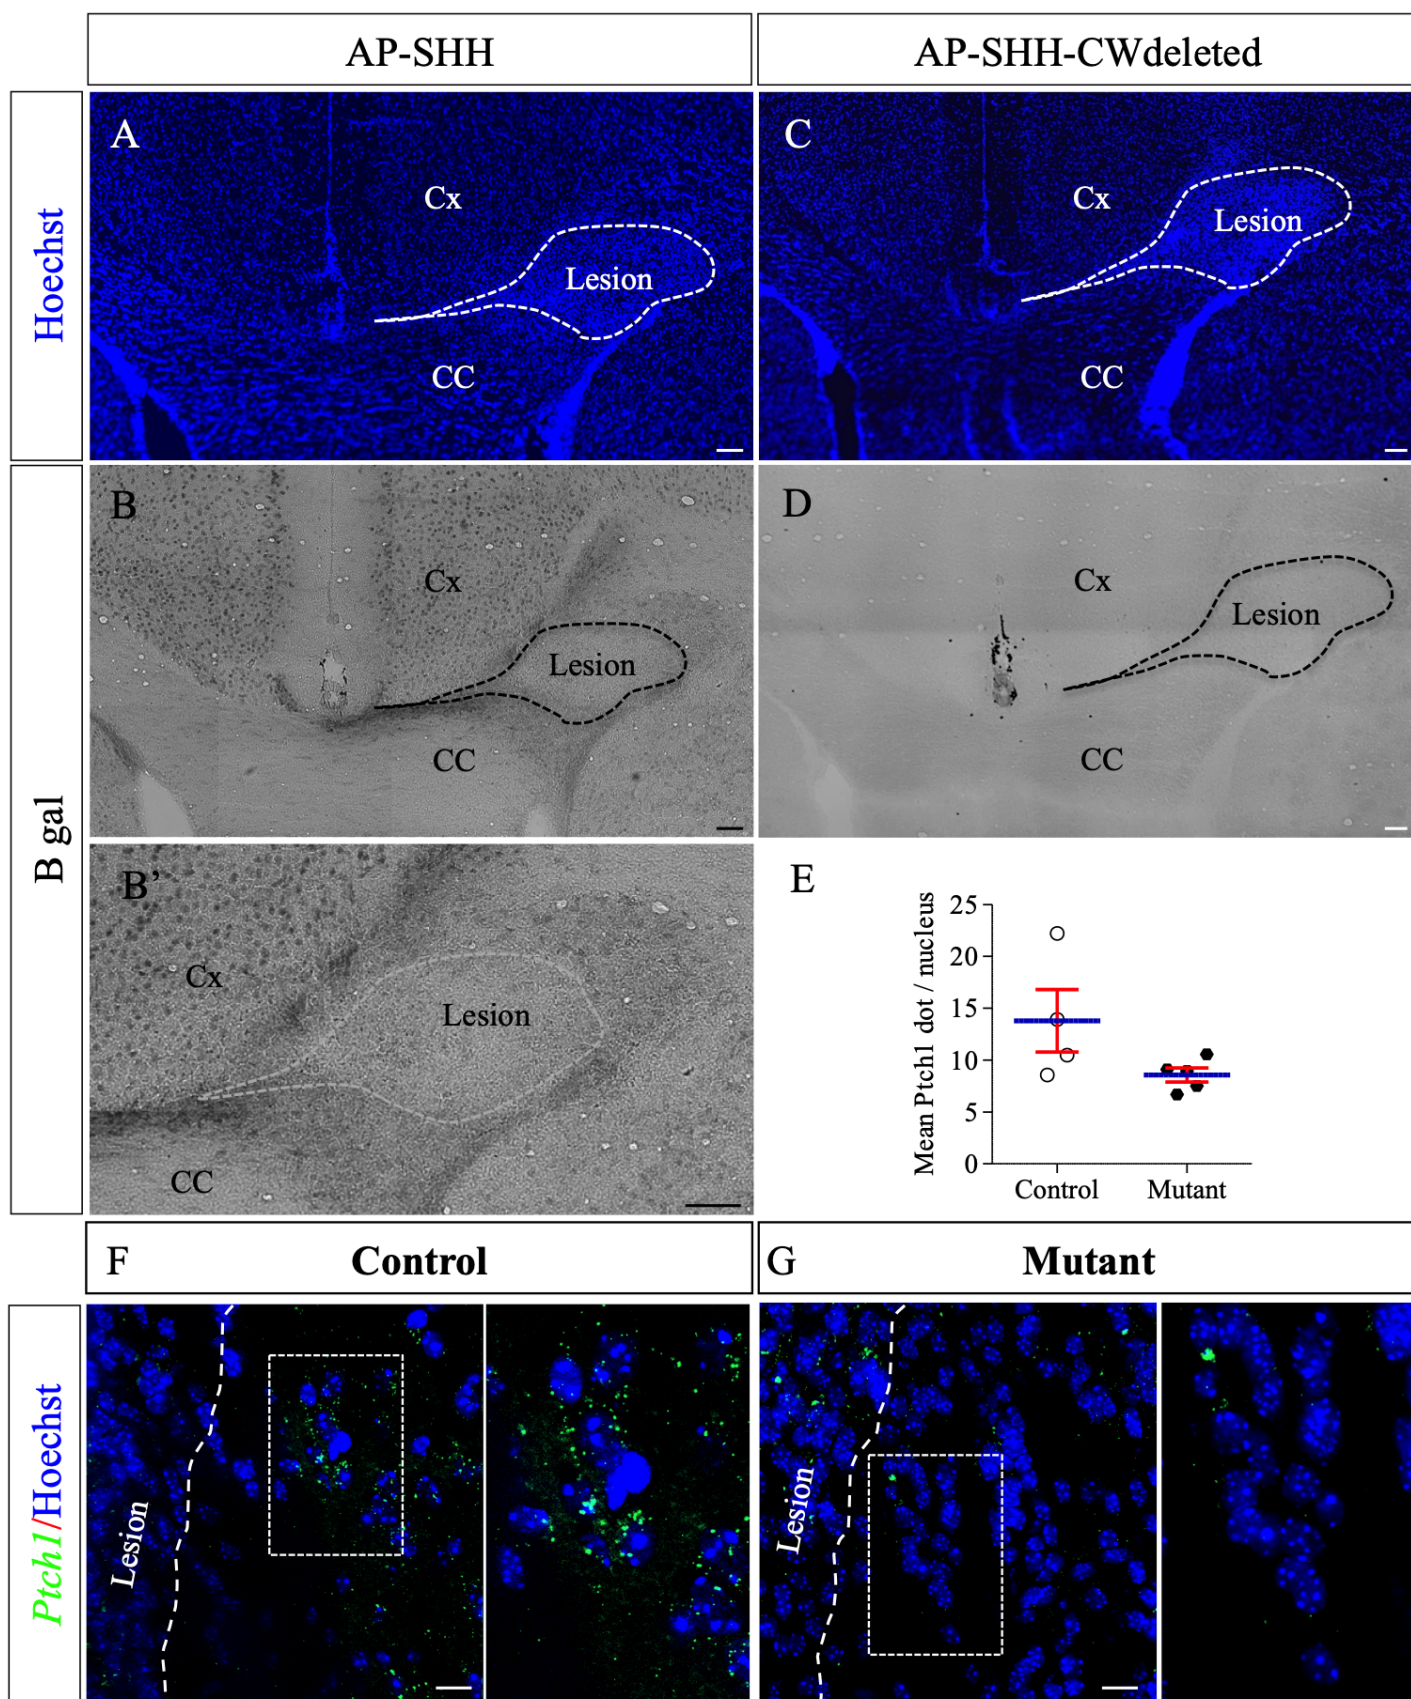 AP-SHH
AP-SHH-CWdeleted
Hoechst
A
Cx
Lesion
CC
C
Cx
Lesion
CC
B gal
B
Cx
Lesion
CC
D
Cx
Lesion
CC
B’
Cx
Lesion
CC
E
Mean Ptch1 dot / nucleus
25
20
15
10
5
0
Control
Mutant
F
Control
G
Mutant
Ptch1/Hoechst
Lesion
Lesion